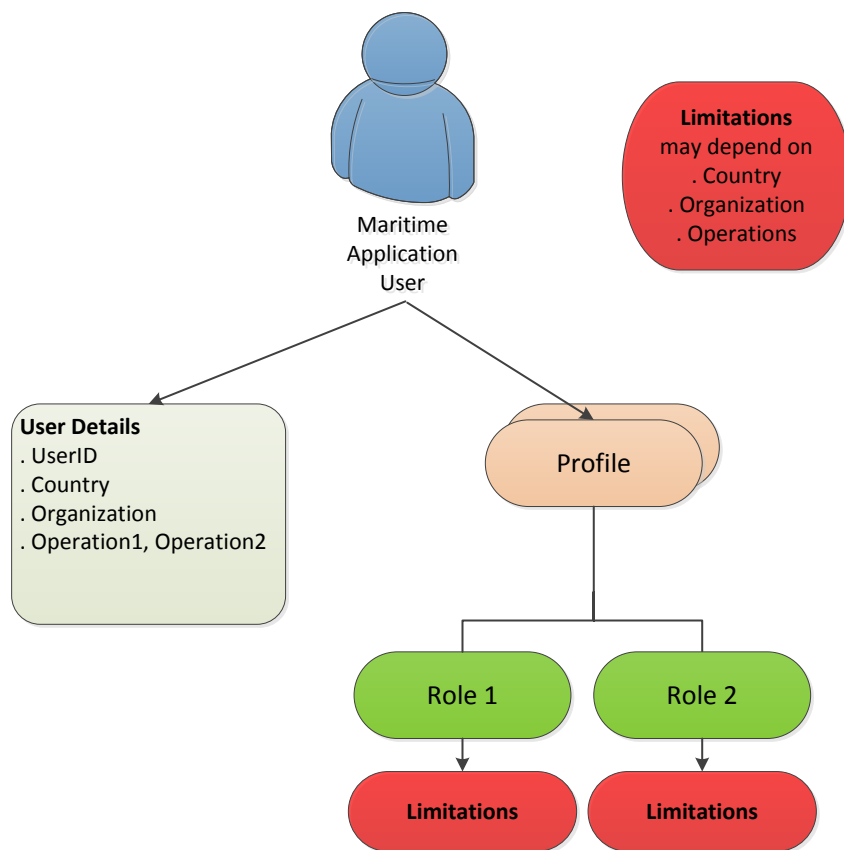 Maritime
Application
User
Limitations
may depend on
. Country
. Organization
. Operations
User Details
. UserID
. Country
. Organization
. Operation1, Operation2
Profile
Role 1
Role 2
Limitations
Limitations